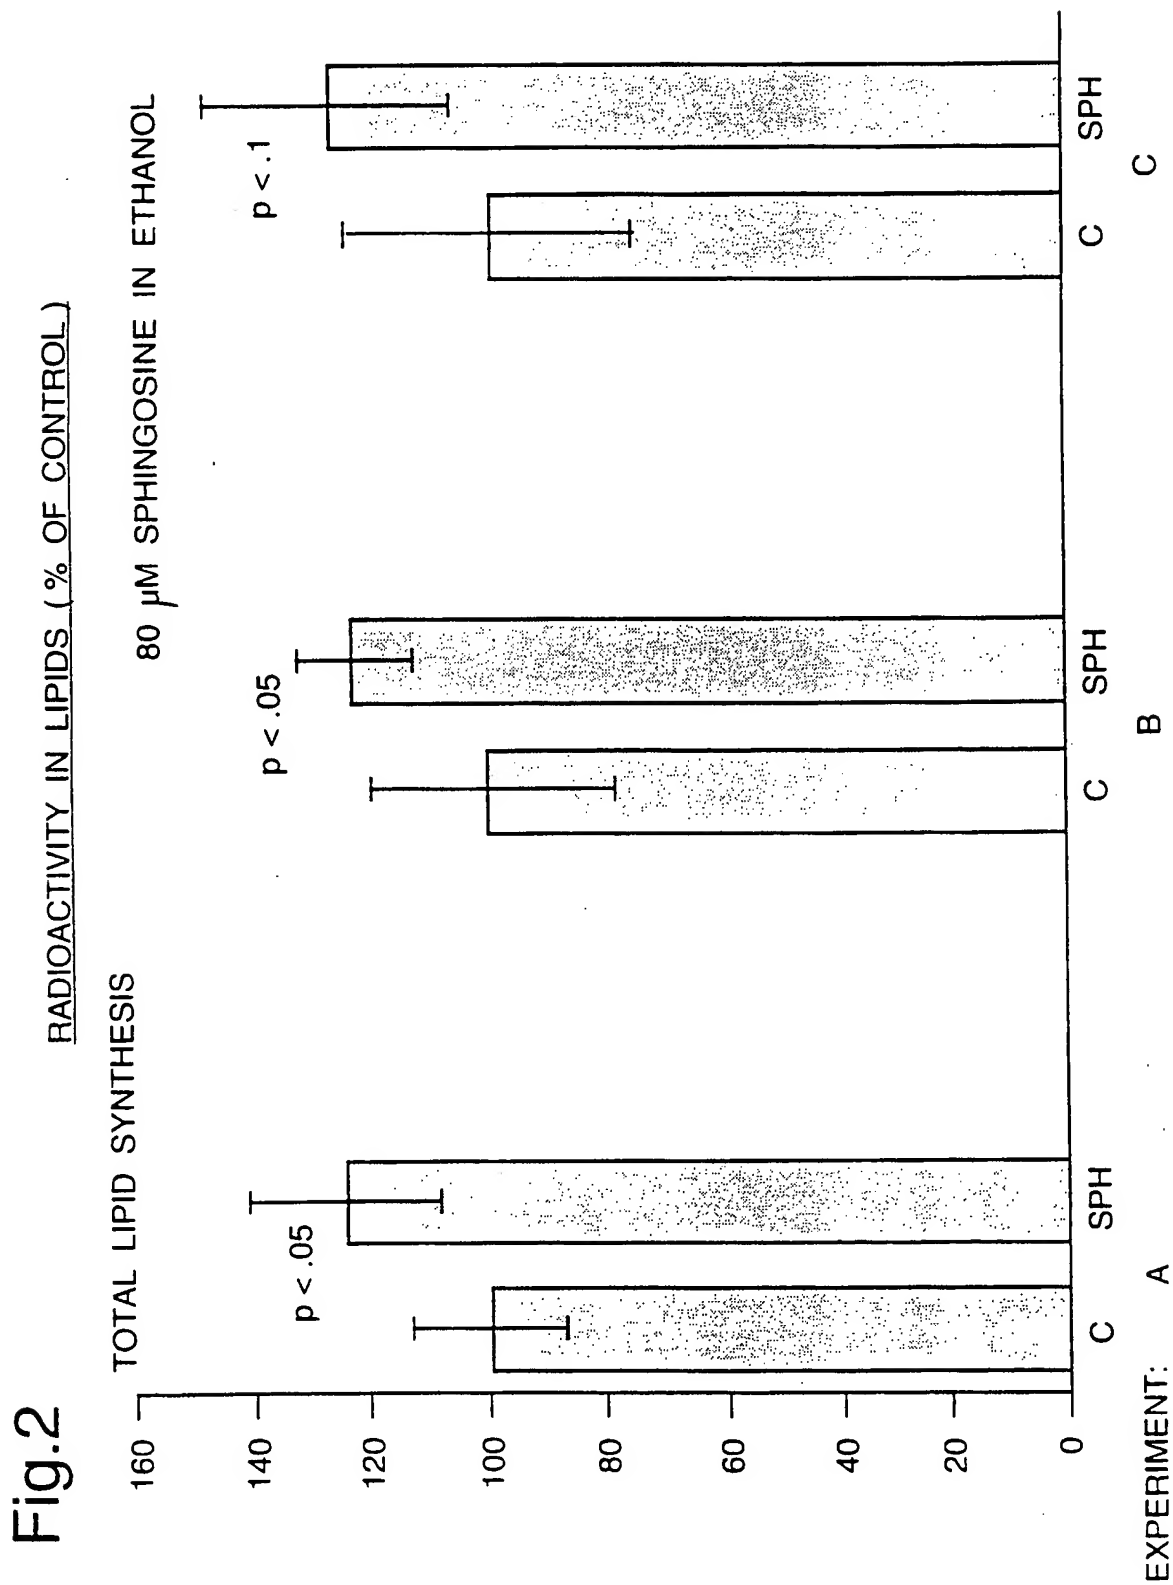 Fig.2
RADIOACTIVITY IN LIPIDS (% OF CONTROL)
TOTAL LIPID SYNTHESIS
80 µM SPHINGOSINE IN ETHANOL
160
140
120
100
80
60
40
20
0
p < .05
p < .05
p < .1
C SPH C SPH C SPH
EXPERIMENT: A B C